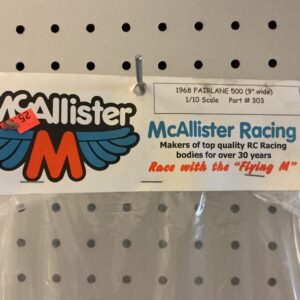 1968 FAIRLANE 500 (9" wide)
1/10 Scale Part # 303
McAllister
M
McAllister Racing
Makers of top quality RC Racing
bodies for over 30 years
Race with the "Flying M"